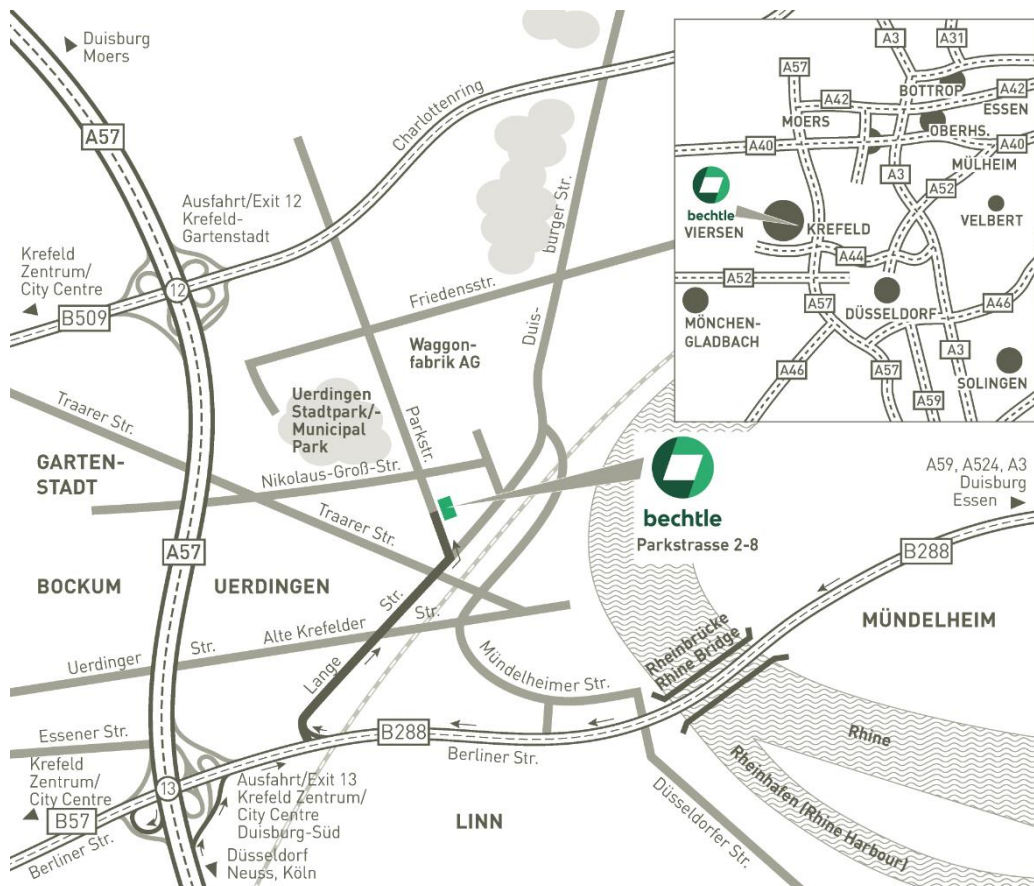 Duisburg
Moers
A57
Charlottenring
Ausfahrt/Exit 12
Krefeld-
Gartenstadt
Krefeld
Zentrum/
City Centre
12
B509
Friedensstr.
Duis-
burger Str.
Waggon-
fabrik AG
Uerdingen
Stadtpark/-
Municipal
Park
Parkstr.
Traarer Str.
GARTEN-
STADT
Nikolaus-Groß-Str.
Traarer Str.
A57
BOCKUM
UERDINGEN
bechtle
Parkstrasse 2-8
A59, A524, A3
Duisburg
Essen
B288
MÜNDELHEIM
Uerdinger
Str.
Alte Krefelder
Str.
Lange
Str.
Mündelheimer Str.
Rheinbrücke
Rhine Bridge
Essener Str.
B288
Berliner Str.
Krefeld
Zentrum/
City Centre
13
B57
Berliner Str.
Ausfahrt/Exit 13
Krefeld Zentrum/
City Centre
Duisburg-Süd
Düsseldorf
Neuss, Köln
LINN
Düsseldorfer Str.
Rhine
Rheinhafen (Rhine Harbour)
A3
A31
A57
BOTTROP
A42
A42
ESSEN
MOERS
OBERHS.
A40
A40
MÜLHEIM
A3
A52
bechtle
VIERSEN
KREFELD
VELBERT
A44
A52
A57
DÜSSELDORF
A46
MÖNCHEN-
GLADBACH
A46
A57
A3
A59
SOLINGEN